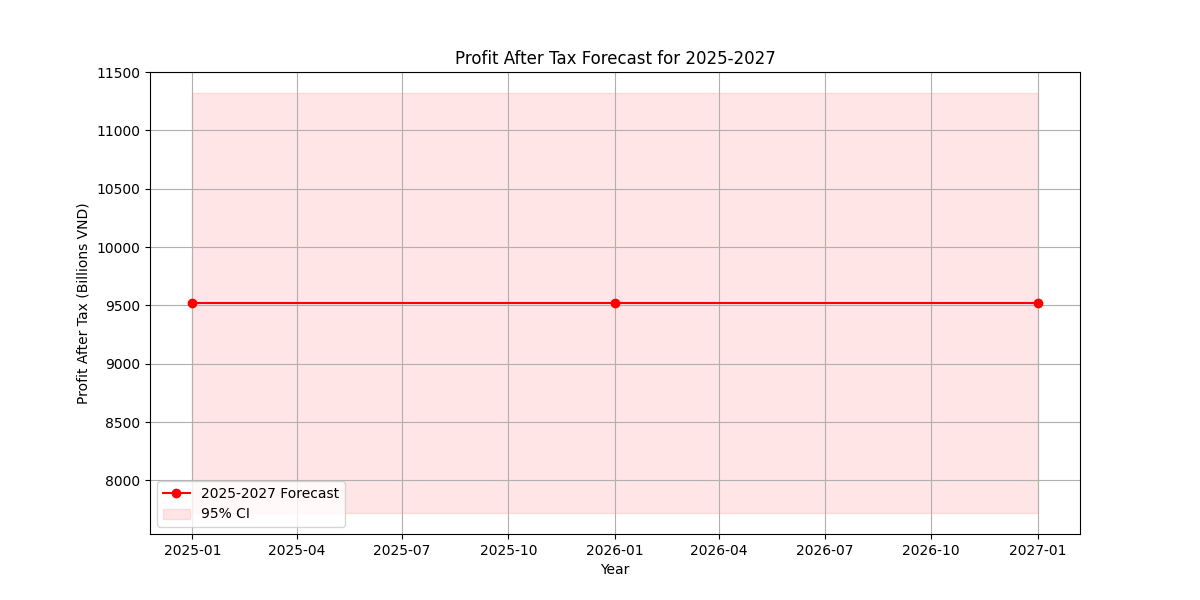 Profit After Tax Forecast for 2025-2027
11500
11000
10500
10000
9500
9000
8500
8000
Profit After Tax (Billions VND)
2025-2027 Forecast
95% CI
2025-01 2025-04 2025-07 2025-10 2026-01 2026-04 2026-07 2026-10 2027-01
Year